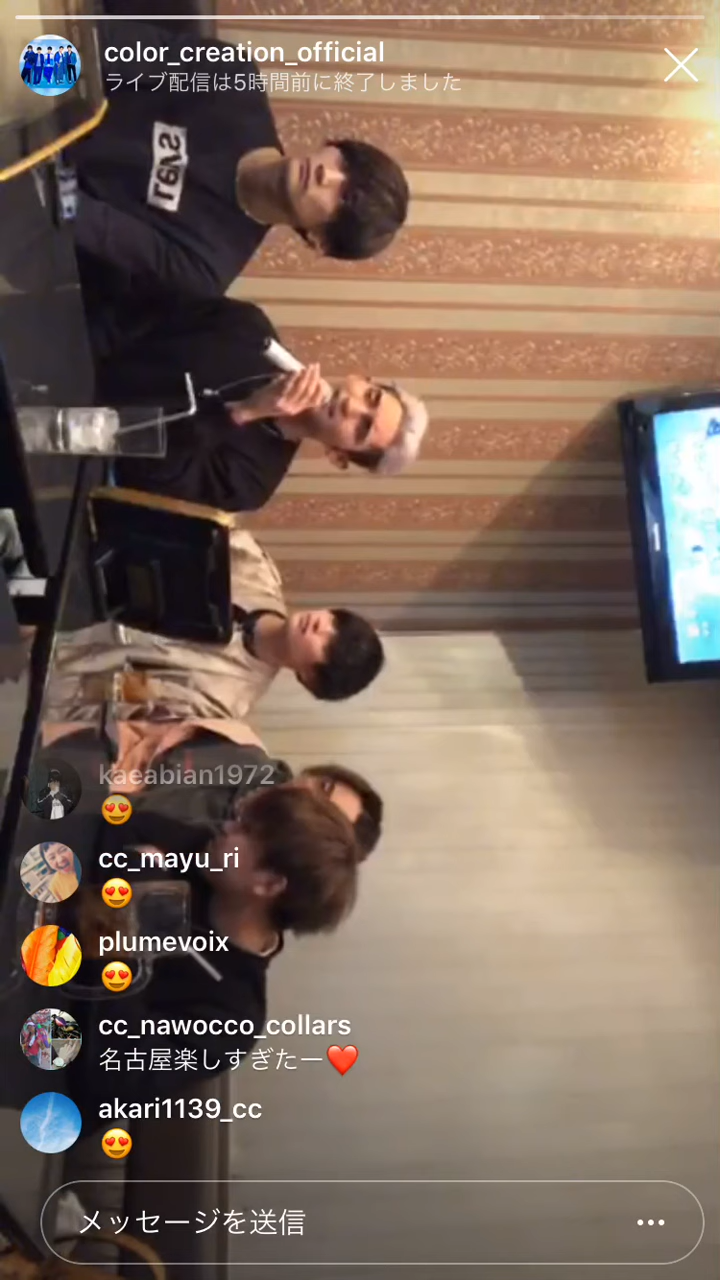 color_creation_official
ライブ配信は5時間前に終了しました
kaeabian1972
😍
cc_mayu_ri
😍
plumevoix
😍
cc_nawocco_collars
名古屋楽しすぎたー❤️
akari1139_cc
😍
メッセージを送信